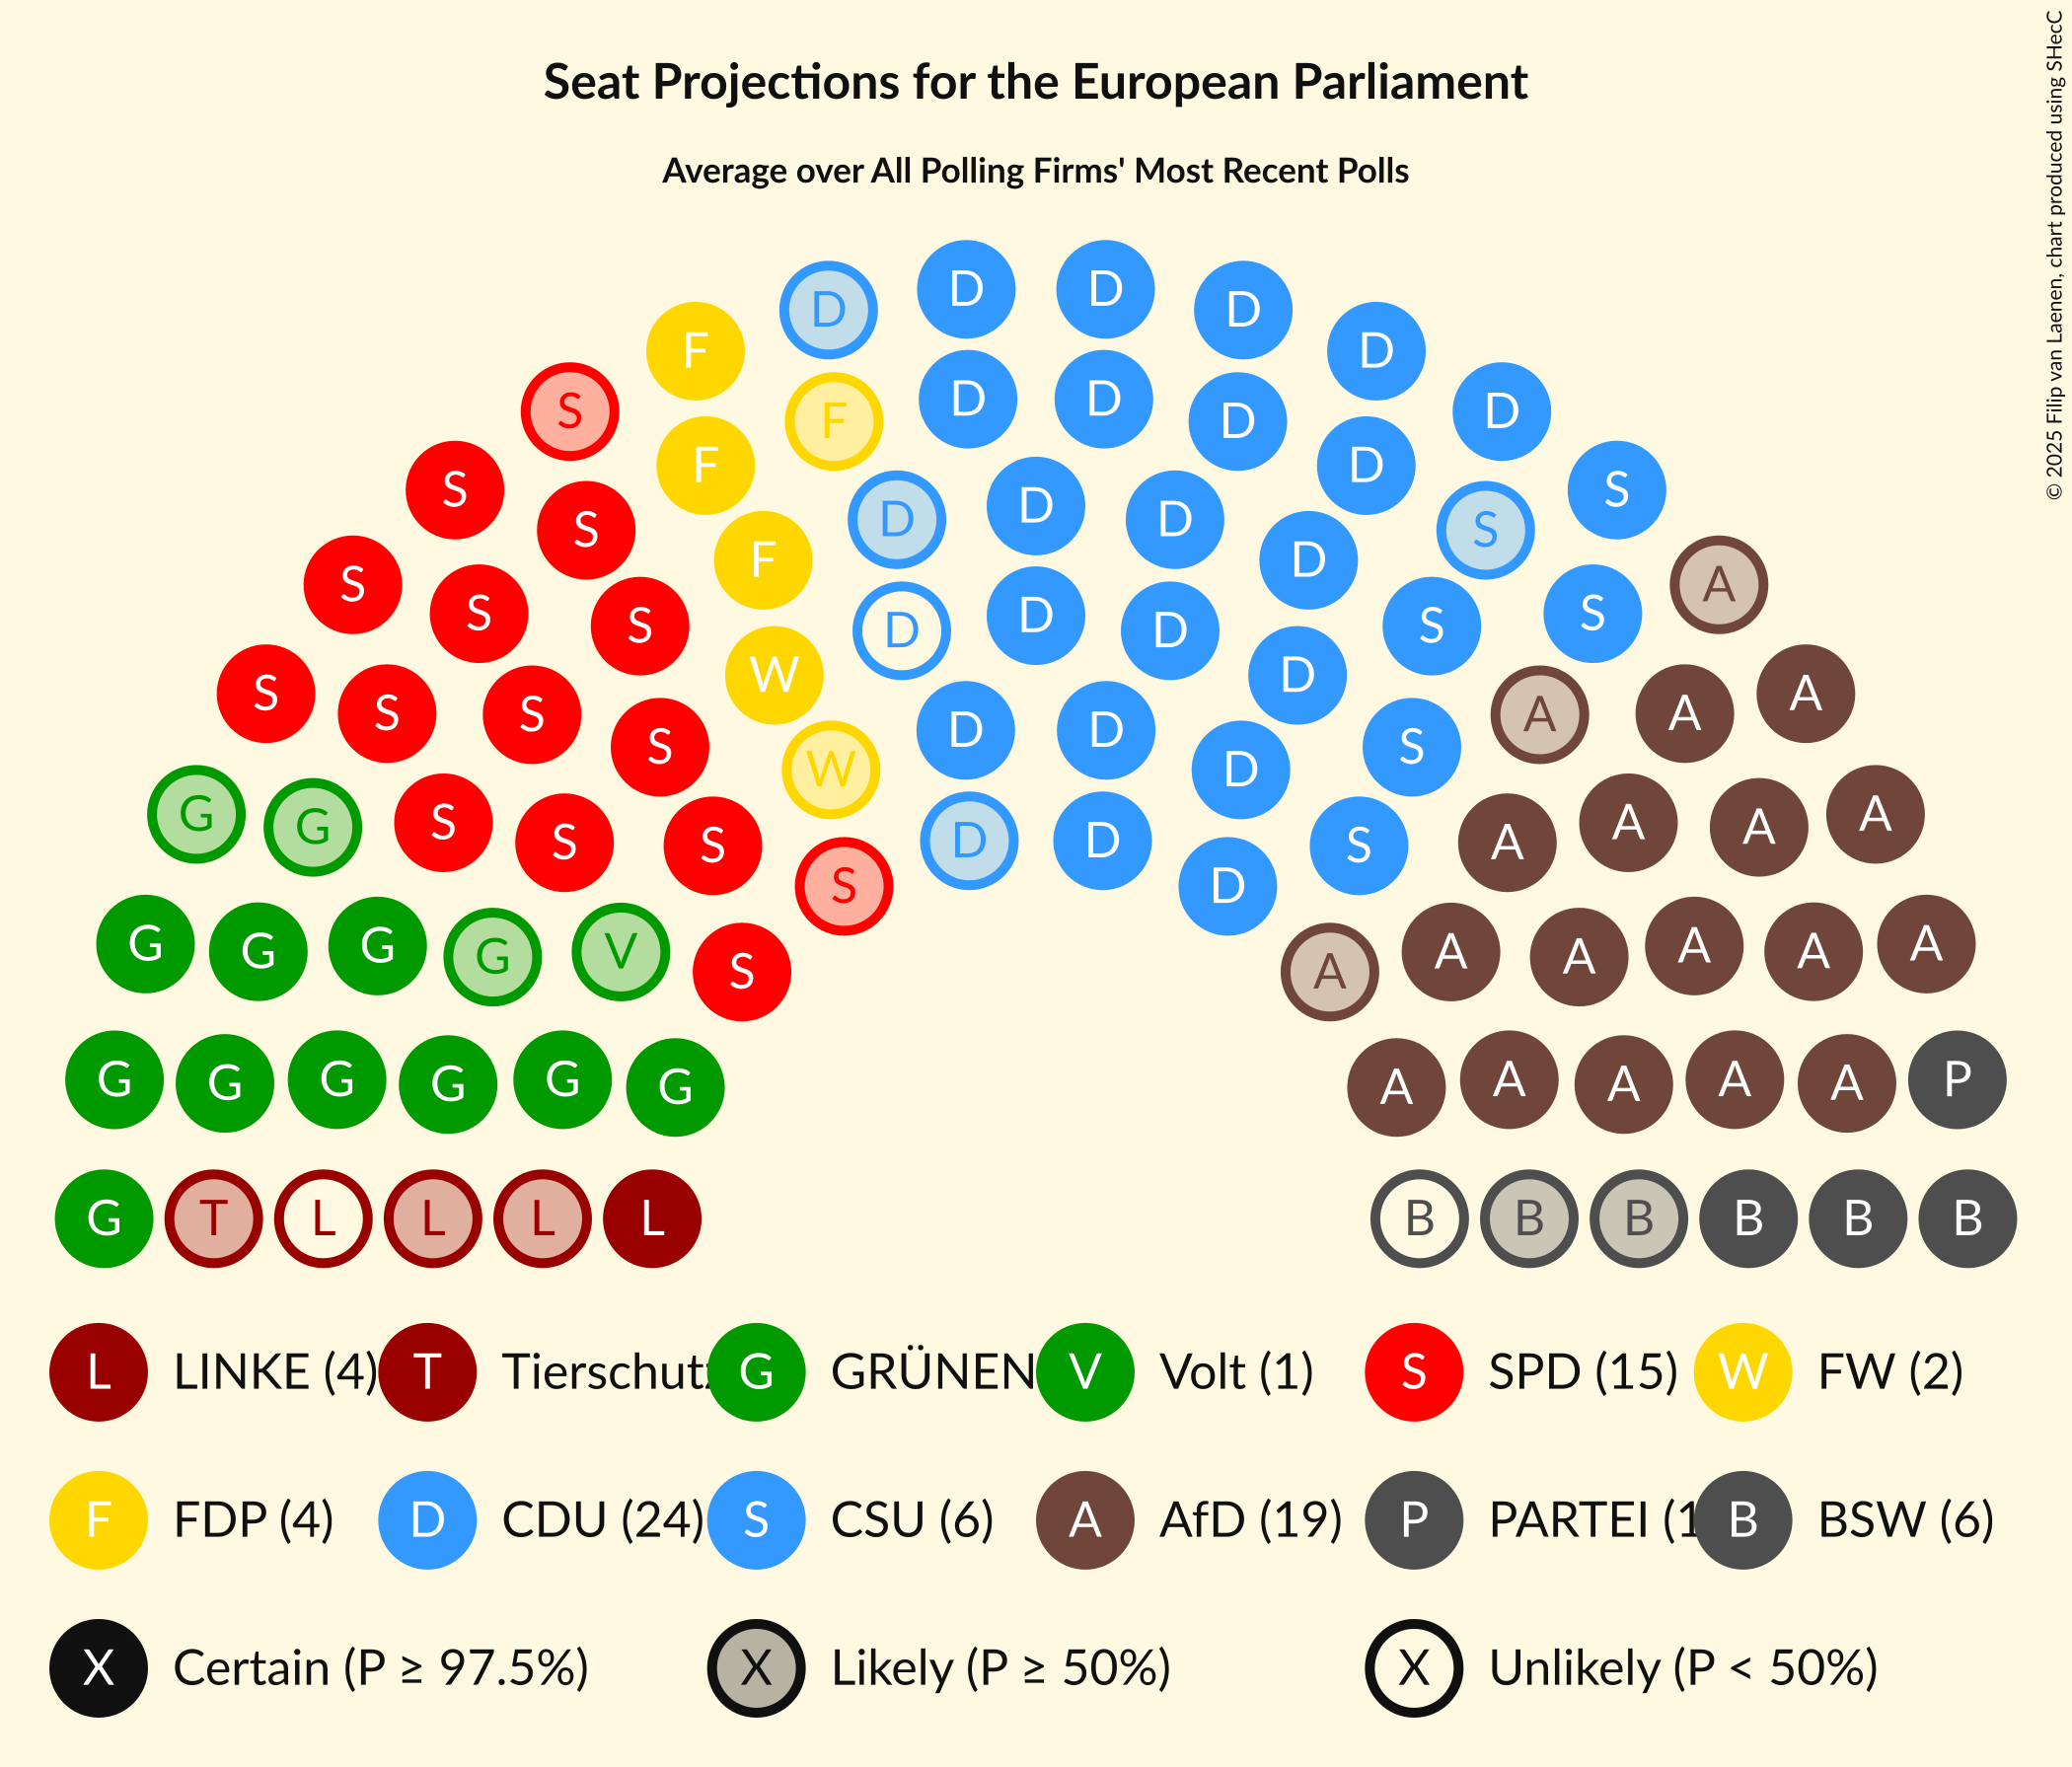 Seat Projections for the European Parliament
Average over All Polling Firms' Most Recent Polls
© 2025 Filip van Laenen, chart produced using SHecC
D D D D
F D D
S F D D D D D
S F D D D S S
S S F D D D S S A
S S W D D D D S
S S S S W D D D S A A A
G G S S S S D D D S A A A A
G G G G V S A A A A A A
G G G G G G A A A A A P
G T L L L L B B B B B B
L LINKE (4) T Tierschutz G GRÜNEN V Volt (1) S SPD (15) W FW (2)
F FDP (4) D CDU (24) S CSU (6) A AfD (19) P PARTEI (1 B BSW (6)
X Certain (P ≥ 97.5%) X Likely (P ≥ 50%) X Unlikely (P < 50%)